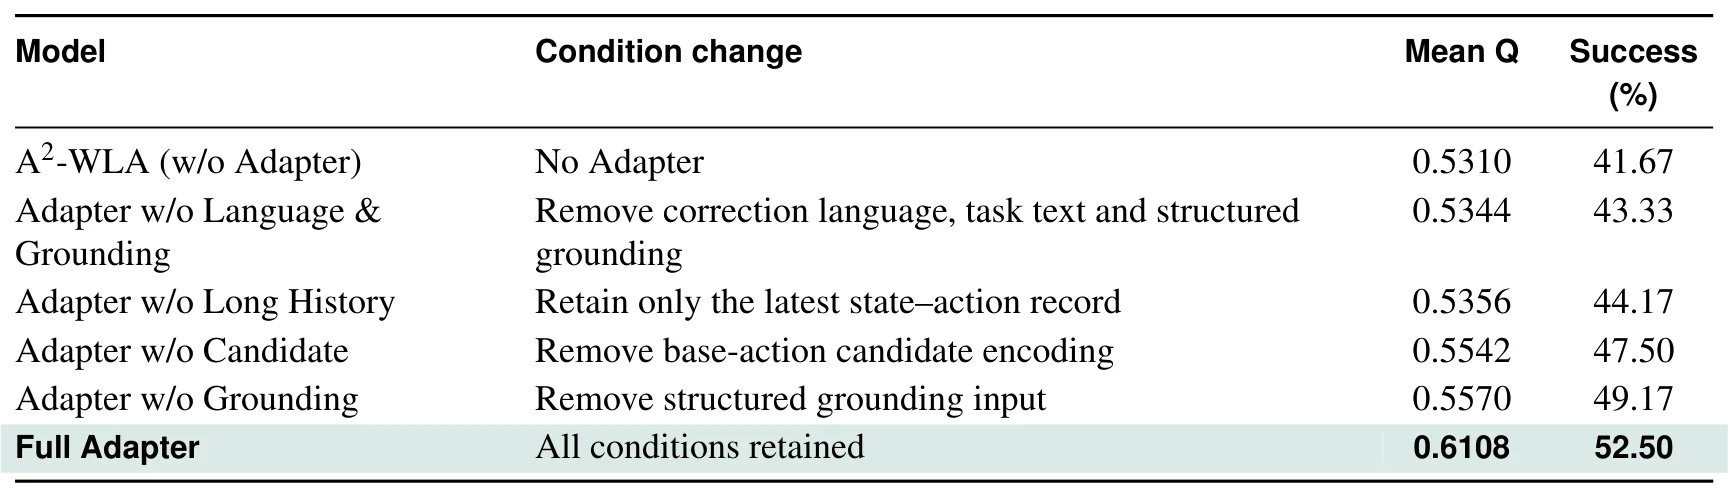 Model Condition change Mean Q Success
(%)
A²-WLA (w/o Adapter) No Adapter 0.5310 41.67
Adapter w/o Language & Remove correction language, task text and structured 0.5344 43.33
Grounding grounding
Adapter w/o Long History Retain only the latest state–action record 0.5356 44.17
Adapter w/o Candidate Remove base-action candidate encoding 0.5542 47.50
Adapter w/o Grounding Remove structured grounding input 0.5570 49.17
Full Adapter All conditions retained 0.6108 52.50